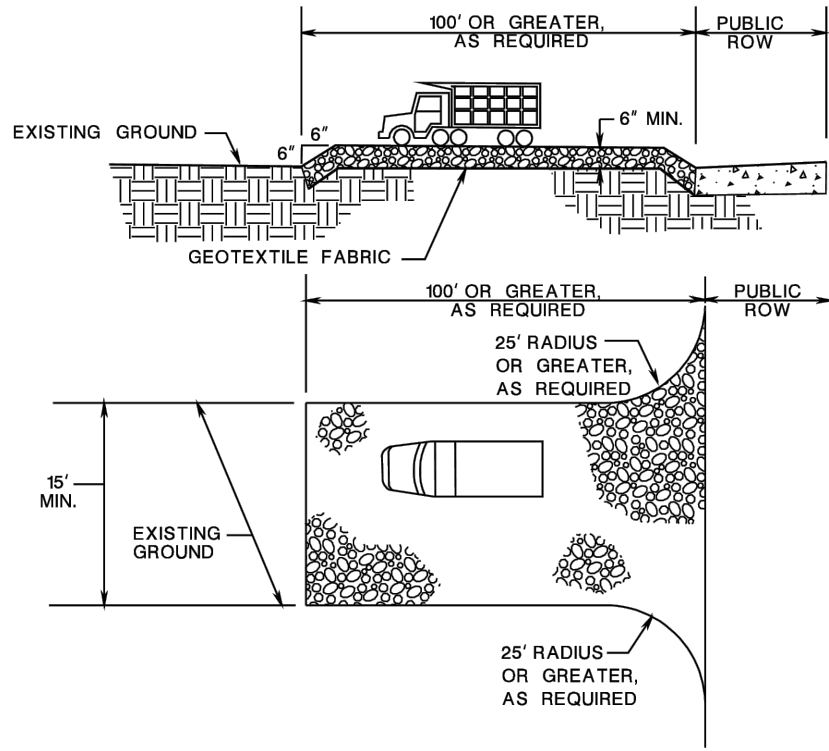 100' OR GREATER,
AS REQUIRED
PUBLIC
ROW
6" MIN.
EXISTING GROUND
6"
6"
GEOTEXTILE FABRIC
100' OR GREATER,
AS REQUIRED
PUBLIC
ROW
25' RADIUS
OR GREATER,
AS REQUIRED
15'
MIN.
EXISTING
GROUND
25' RADIUS
OR GREATER,
AS REQUIRED